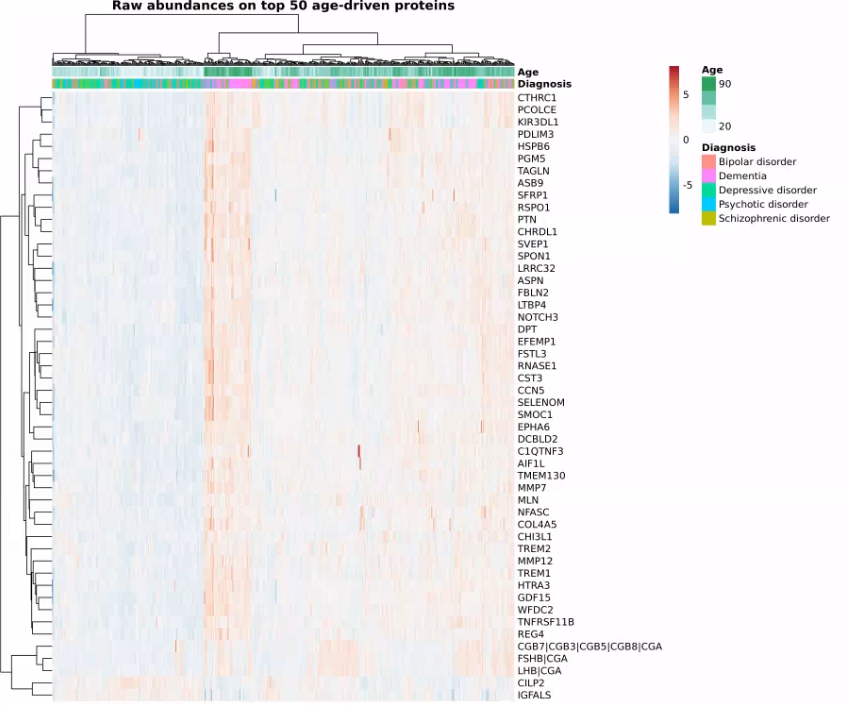 Raw abundances on top 50 age-driven proteins
Age
Diagnosis
CTHRC1
PCOLCE
KIR3DL1
PDLIM3
HSPB6
PGM5
TAGLN
ASB9
SFRP1
RSPO1
PTN
CHRDL1
SVEP1
SPON1
LRRC32
ASPN
FBLN2
LTBP4
NOTCH3
DPT
EFEMP1
FSTL3
RNASE1
CST3
CCN5
SELENOM
SMOC1
EPHA6
DCBLD2
C1QTNF3
AIF1L
TMEM130
MMP7
MLN
NFASC
COL4A5
CHI3L1
TREM2
MMP12
TREM1
HTRA3
GDF15
WFDC2
TNFRSF11B
REG4
CGB7|CGB3|CGB5|CGB8|CGA
FSHB|CGA
LHB|CGA
CILP2
IGFALS
5
0
-5
Age
90
20
Diagnosis
Bipolar disorder
Dementia
Depressive disorder
Psychotic disorder
Schizophrenic disorder